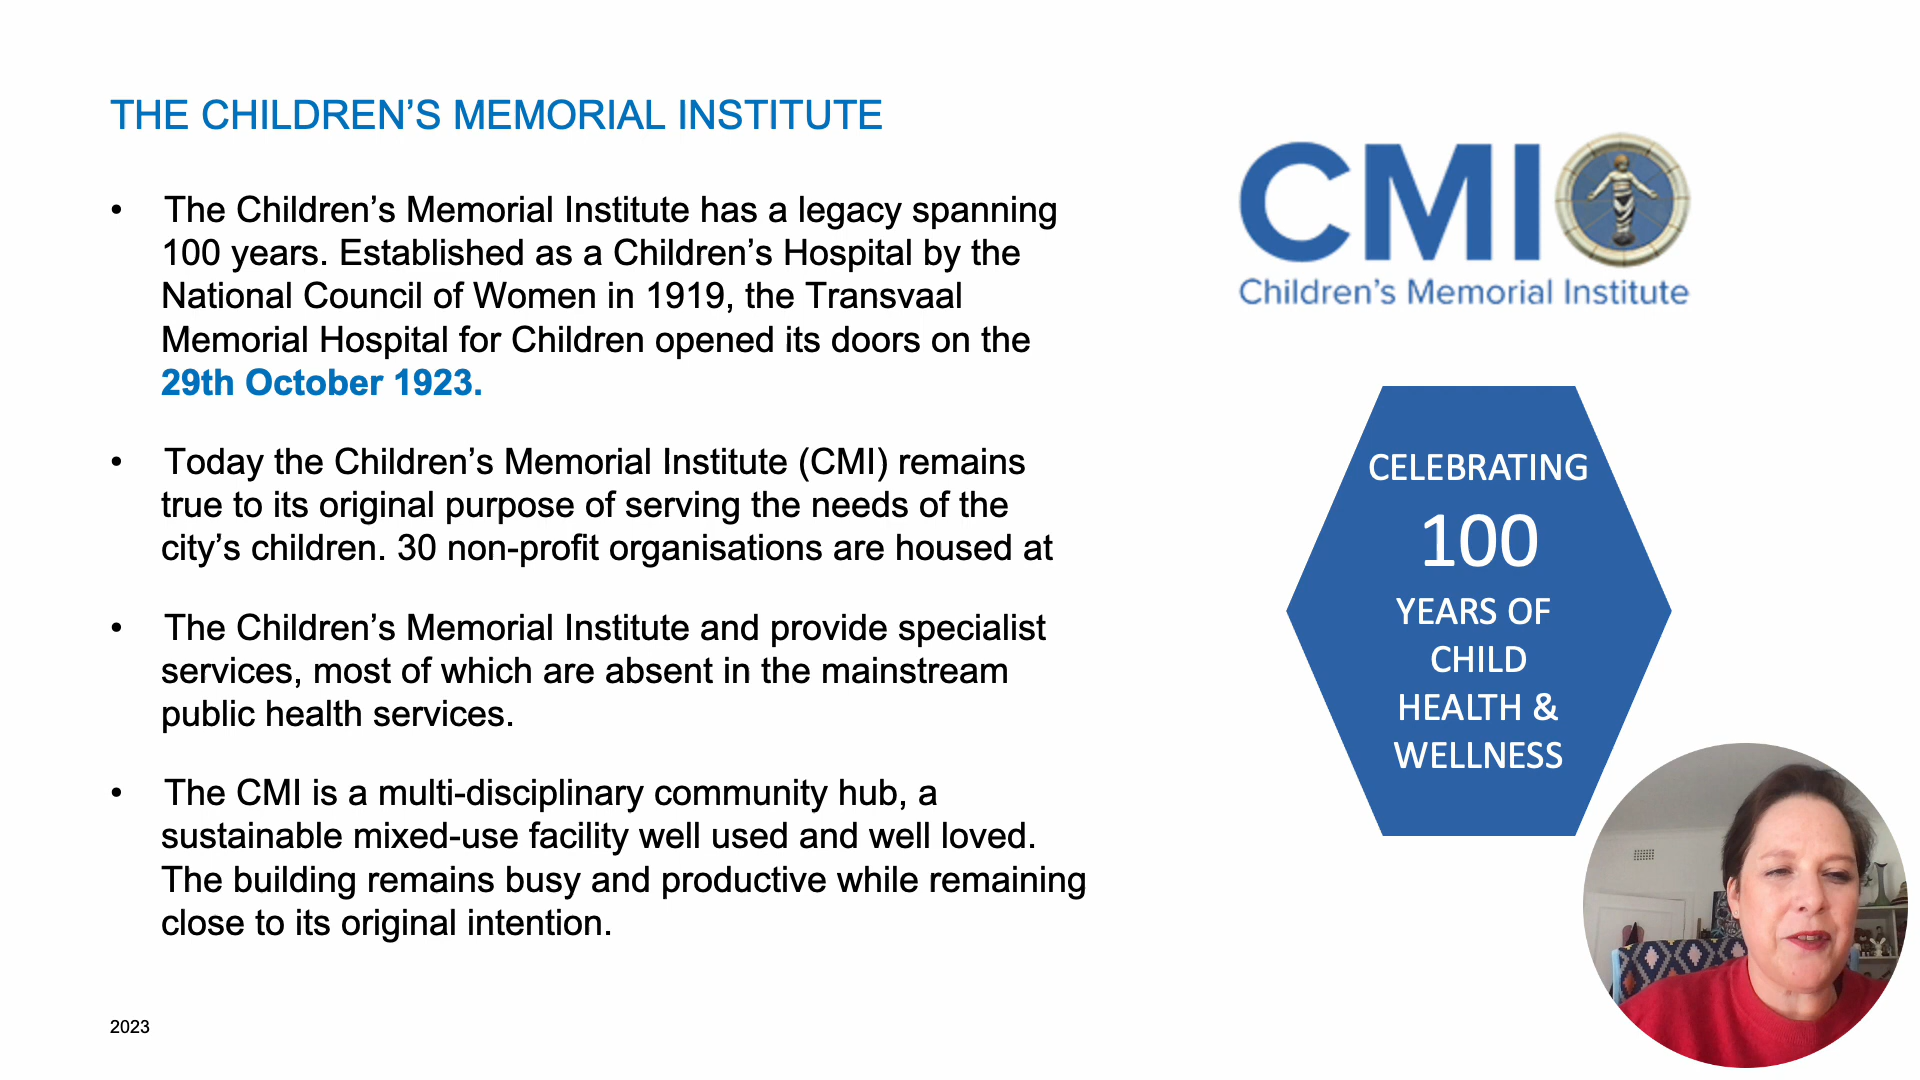 THE CHILDREN’S MEMORIAL INSTITUTE
• The Children’s Memorial Institute has a legacy spanning
100 years. Established as a Children’s Hospital by the
National Council of Women in 1919, the Transvaal
Memorial Hospital for Children opened its doors on the
29th October 1923.
• Today the Children’s Memorial Institute (CMI) remains
true to its original purpose of serving the needs of the
city’s children. 30 non-profit organisations are housed at
• The Children’s Memorial Institute and provide specialist
services, most of which are absent in the mainstream
public health services.
• The CMI is a multi-disciplinary community hub, a
sustainable mixed-use facility well used and well loved.
The building remains busy and productive while remaining
close to its original intention.
2023
CMI
Children’s Memorial Institute
CELEBRATING
100
YEARS OF
CHILD
HEALTH &
WELLNESS